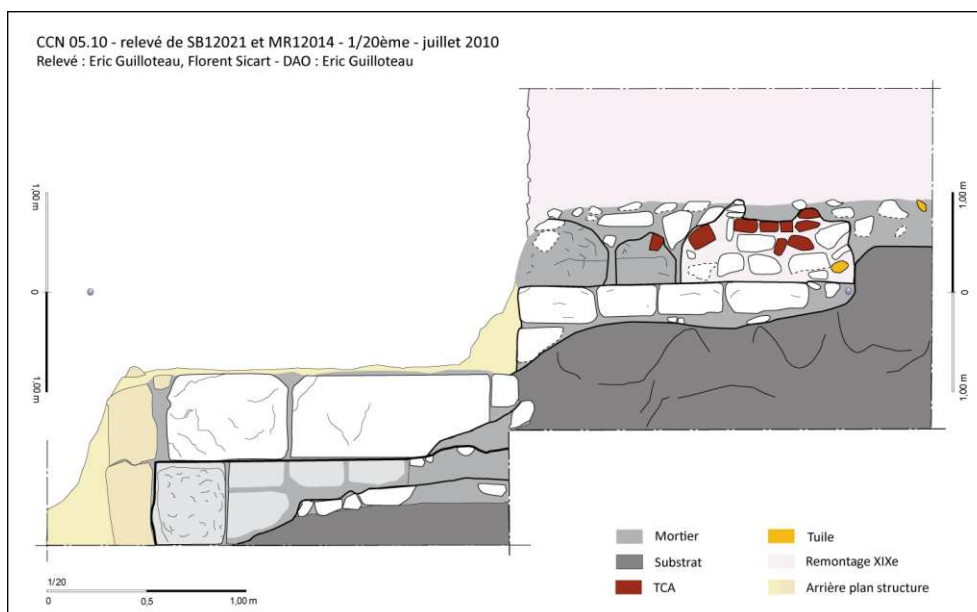 CCN 05.10 - relevé de SB12021 et MR12014 - 1/20ème - juillet 2010
Relevé : Eric Guilloteau, Florent Sicart - DAO : Eric Guilloteau
1,00 m
0
1,00 m
1,00 m
0
1,00 m
Mortier
Substrat
TCA
Tuile
Remontage XIXe
Arrière plan structure
1/20
0
0,5
1,00 m